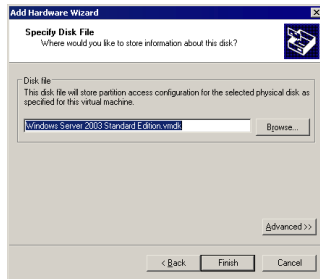 Add Hardware Wizard
Specify Disk File
Where would you like to store information about this disk?
Disk file
This disk file will store partition access configuration for the selected physical disk as
specified for this virtual machine.
Windows Server 2003 Standard Edition.vmdk
Browse...
Advanced >>
< Back
Finish
Cancel